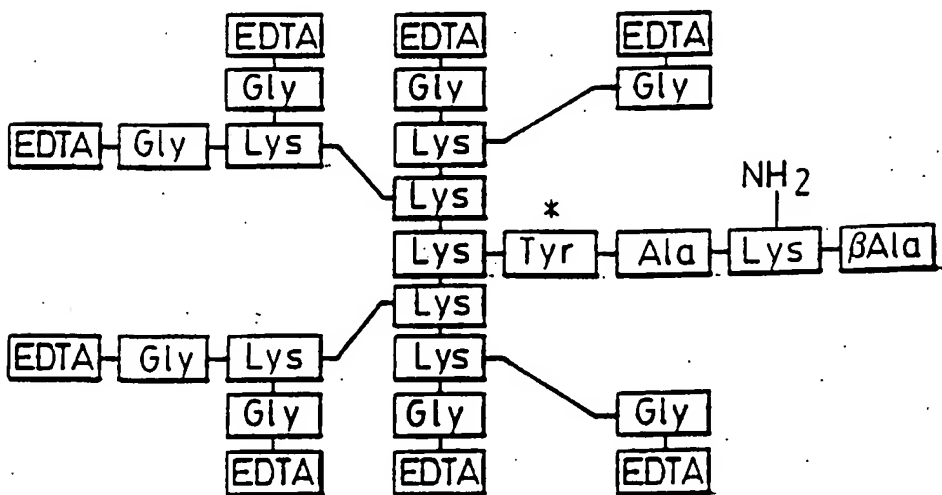 EDTA EDTA EDTA
Gly Gly Gly
EDTA Gly Lys Lys
Lys NH2
*
Lys Tyr Ala Lys βAla
Lys
EDTA Gly Lys Lys
Gly Gly Gly
EDTA EDTA EDTA